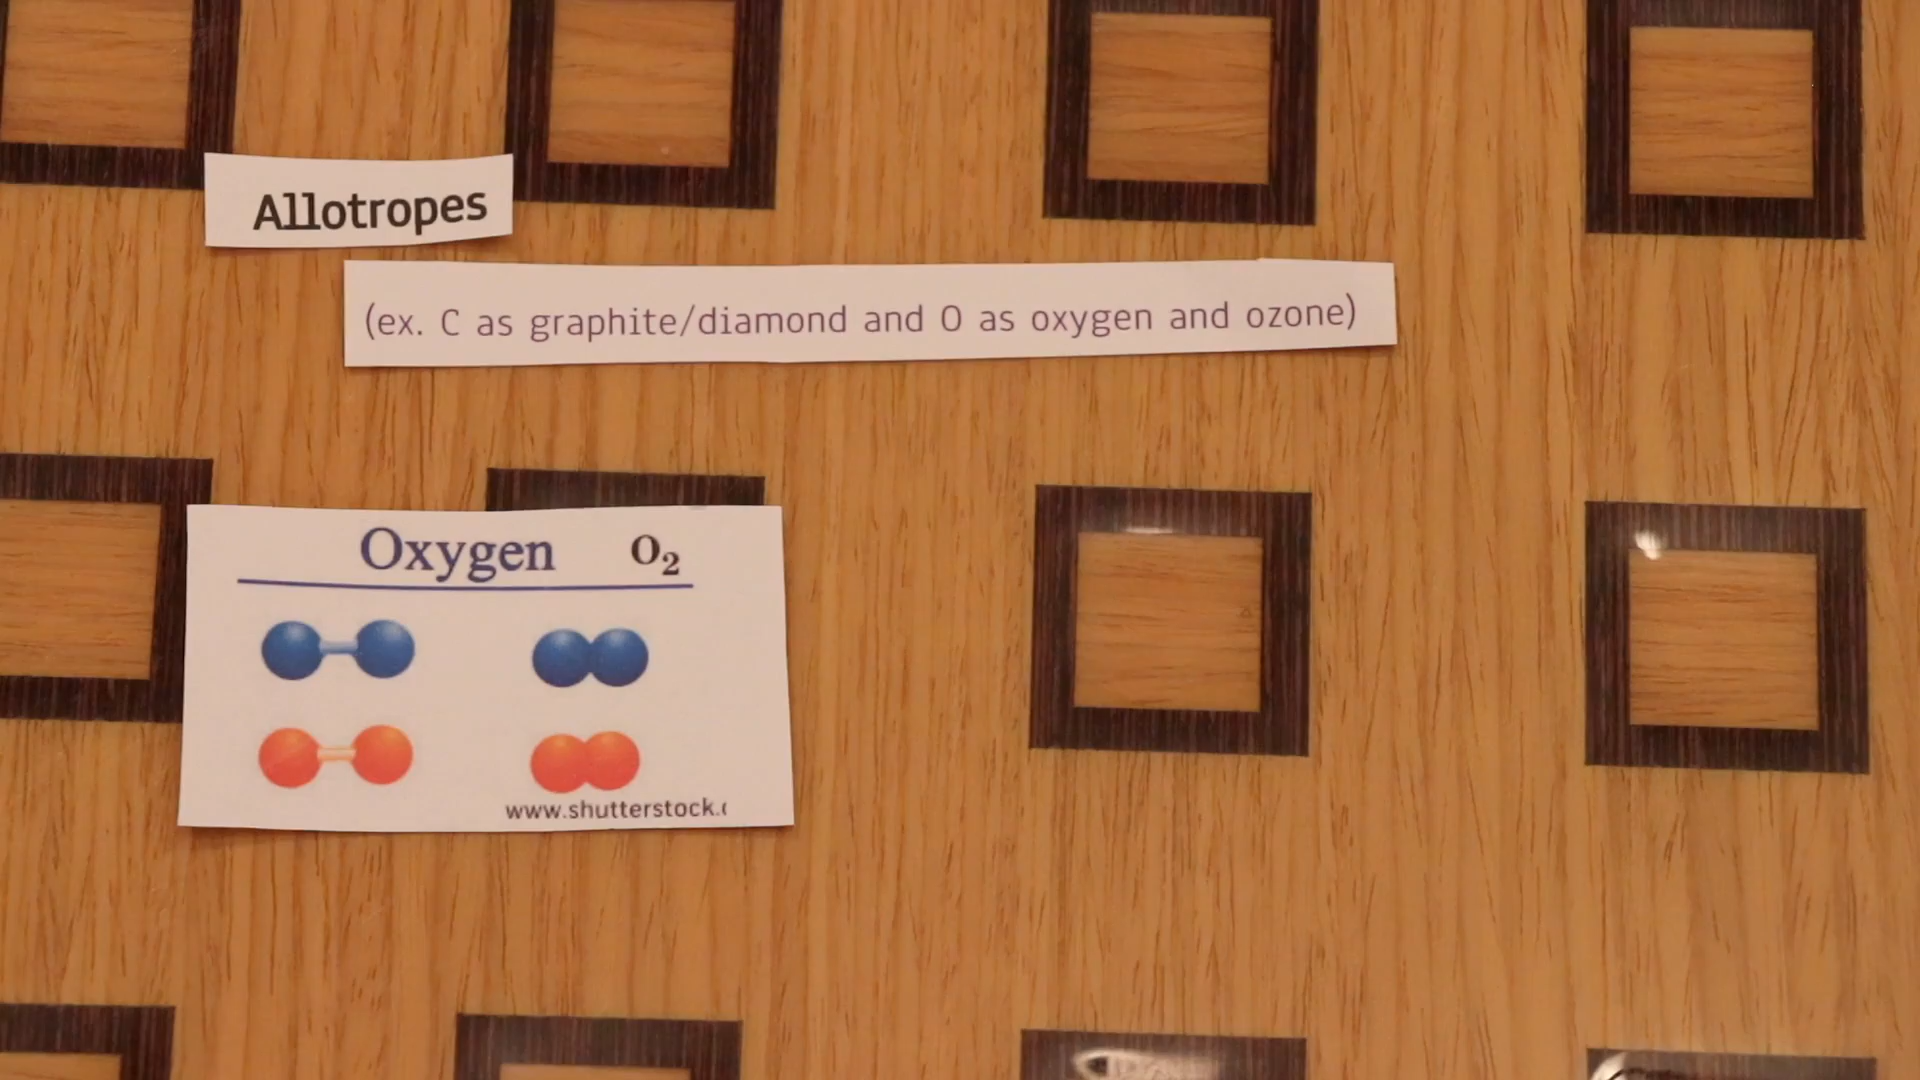 Allotropes
(ex. C as graphite/diamond and O as oxygen and ozone)
Oxygen O₂
www.shutterstock.c